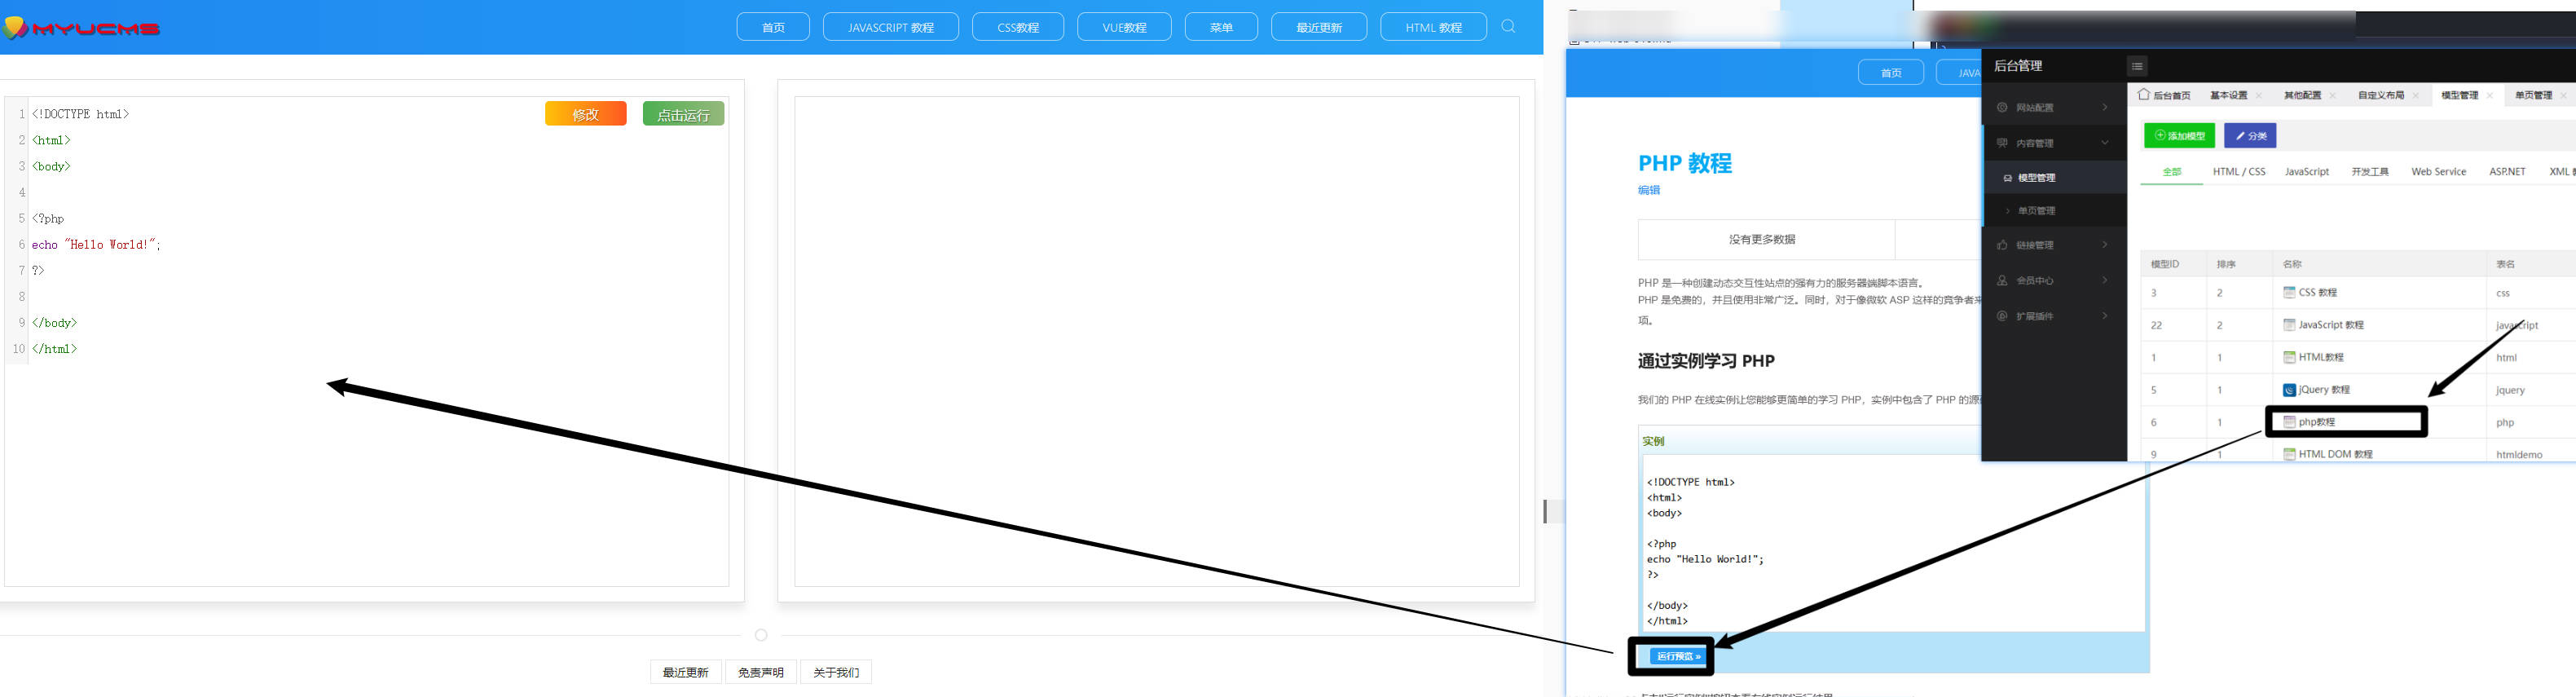 MYUCMS
首页
JAVASCRIPT 教程
CSS教程
VUE教程
菜单
最近更新
HTML 教程
修改
点击运行
1 <!DOCTYPE html>
2 <html>
3 <body>
4
5 <?php
6 echo "Hello World!";
7 ?>
8
9 </body>
10 </html>
最近更新
免责声明
关于我们
首页
JAVA
PHP 教程
编辑
没有更多数据
PHP 是一种创建动态交互性站点的强有力的服务器端脚本语言。
PHP 是免费的，并且使用非常广泛。同时，对于像微软 ASP 这样的竞争者来
项。
通过实例学习 PHP
我们的 PHP 在线实例让您能够更简单的学习 PHP，实例中包含了 PHP 的源
实例
<!DOCTYPE html>
<html>
<body>
<?php
echo "Hello World!";
?>
</body>
</html>
运行预览 »
后台管理
网站配置
内容管理
模型管理
单页管理
链接管理
会员中心
扩展插件
后台首页
基本设置
其他配置
自定义布局
模型管理
单页管理
添加模型
分类
全部
HTML / CSS
JavaScript
开发工具
Web Service
ASP.NET
XML
模型ID 排序 名称 表名
3 2 CSS 教程 css
22 2 JavaScript 教程 javascript
1 1 HTML教程 html
5 1 jQuery 教程 jquery
6 1 php教程 php
9 1 HTML DOM 教程 htmldemo